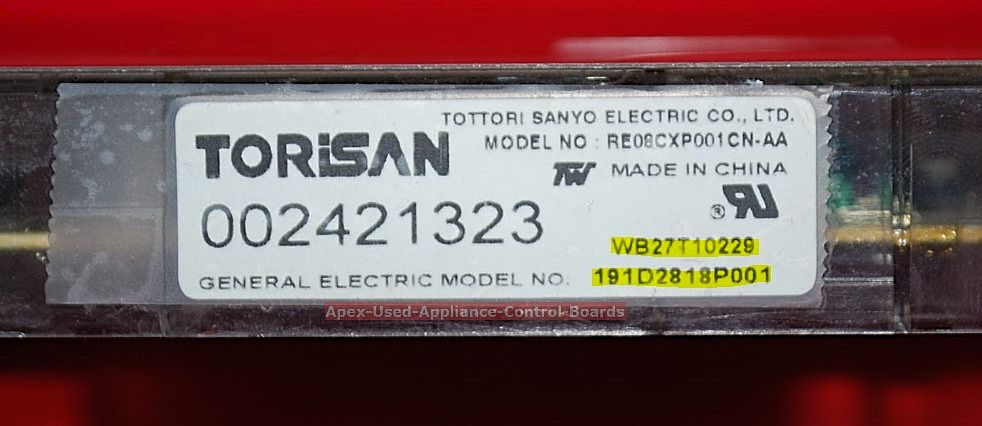 TOTTORI SANYO ELECTRIC CO., LTD.
TORiSAN
MODEL NO : RE08CXP001CN-AA
MADE IN CHINA
002421323
WB27T10229
GENERAL ELECTRIC MODEL NO: 191D2818P001
Apex-Used-Appliance-Control-Boards